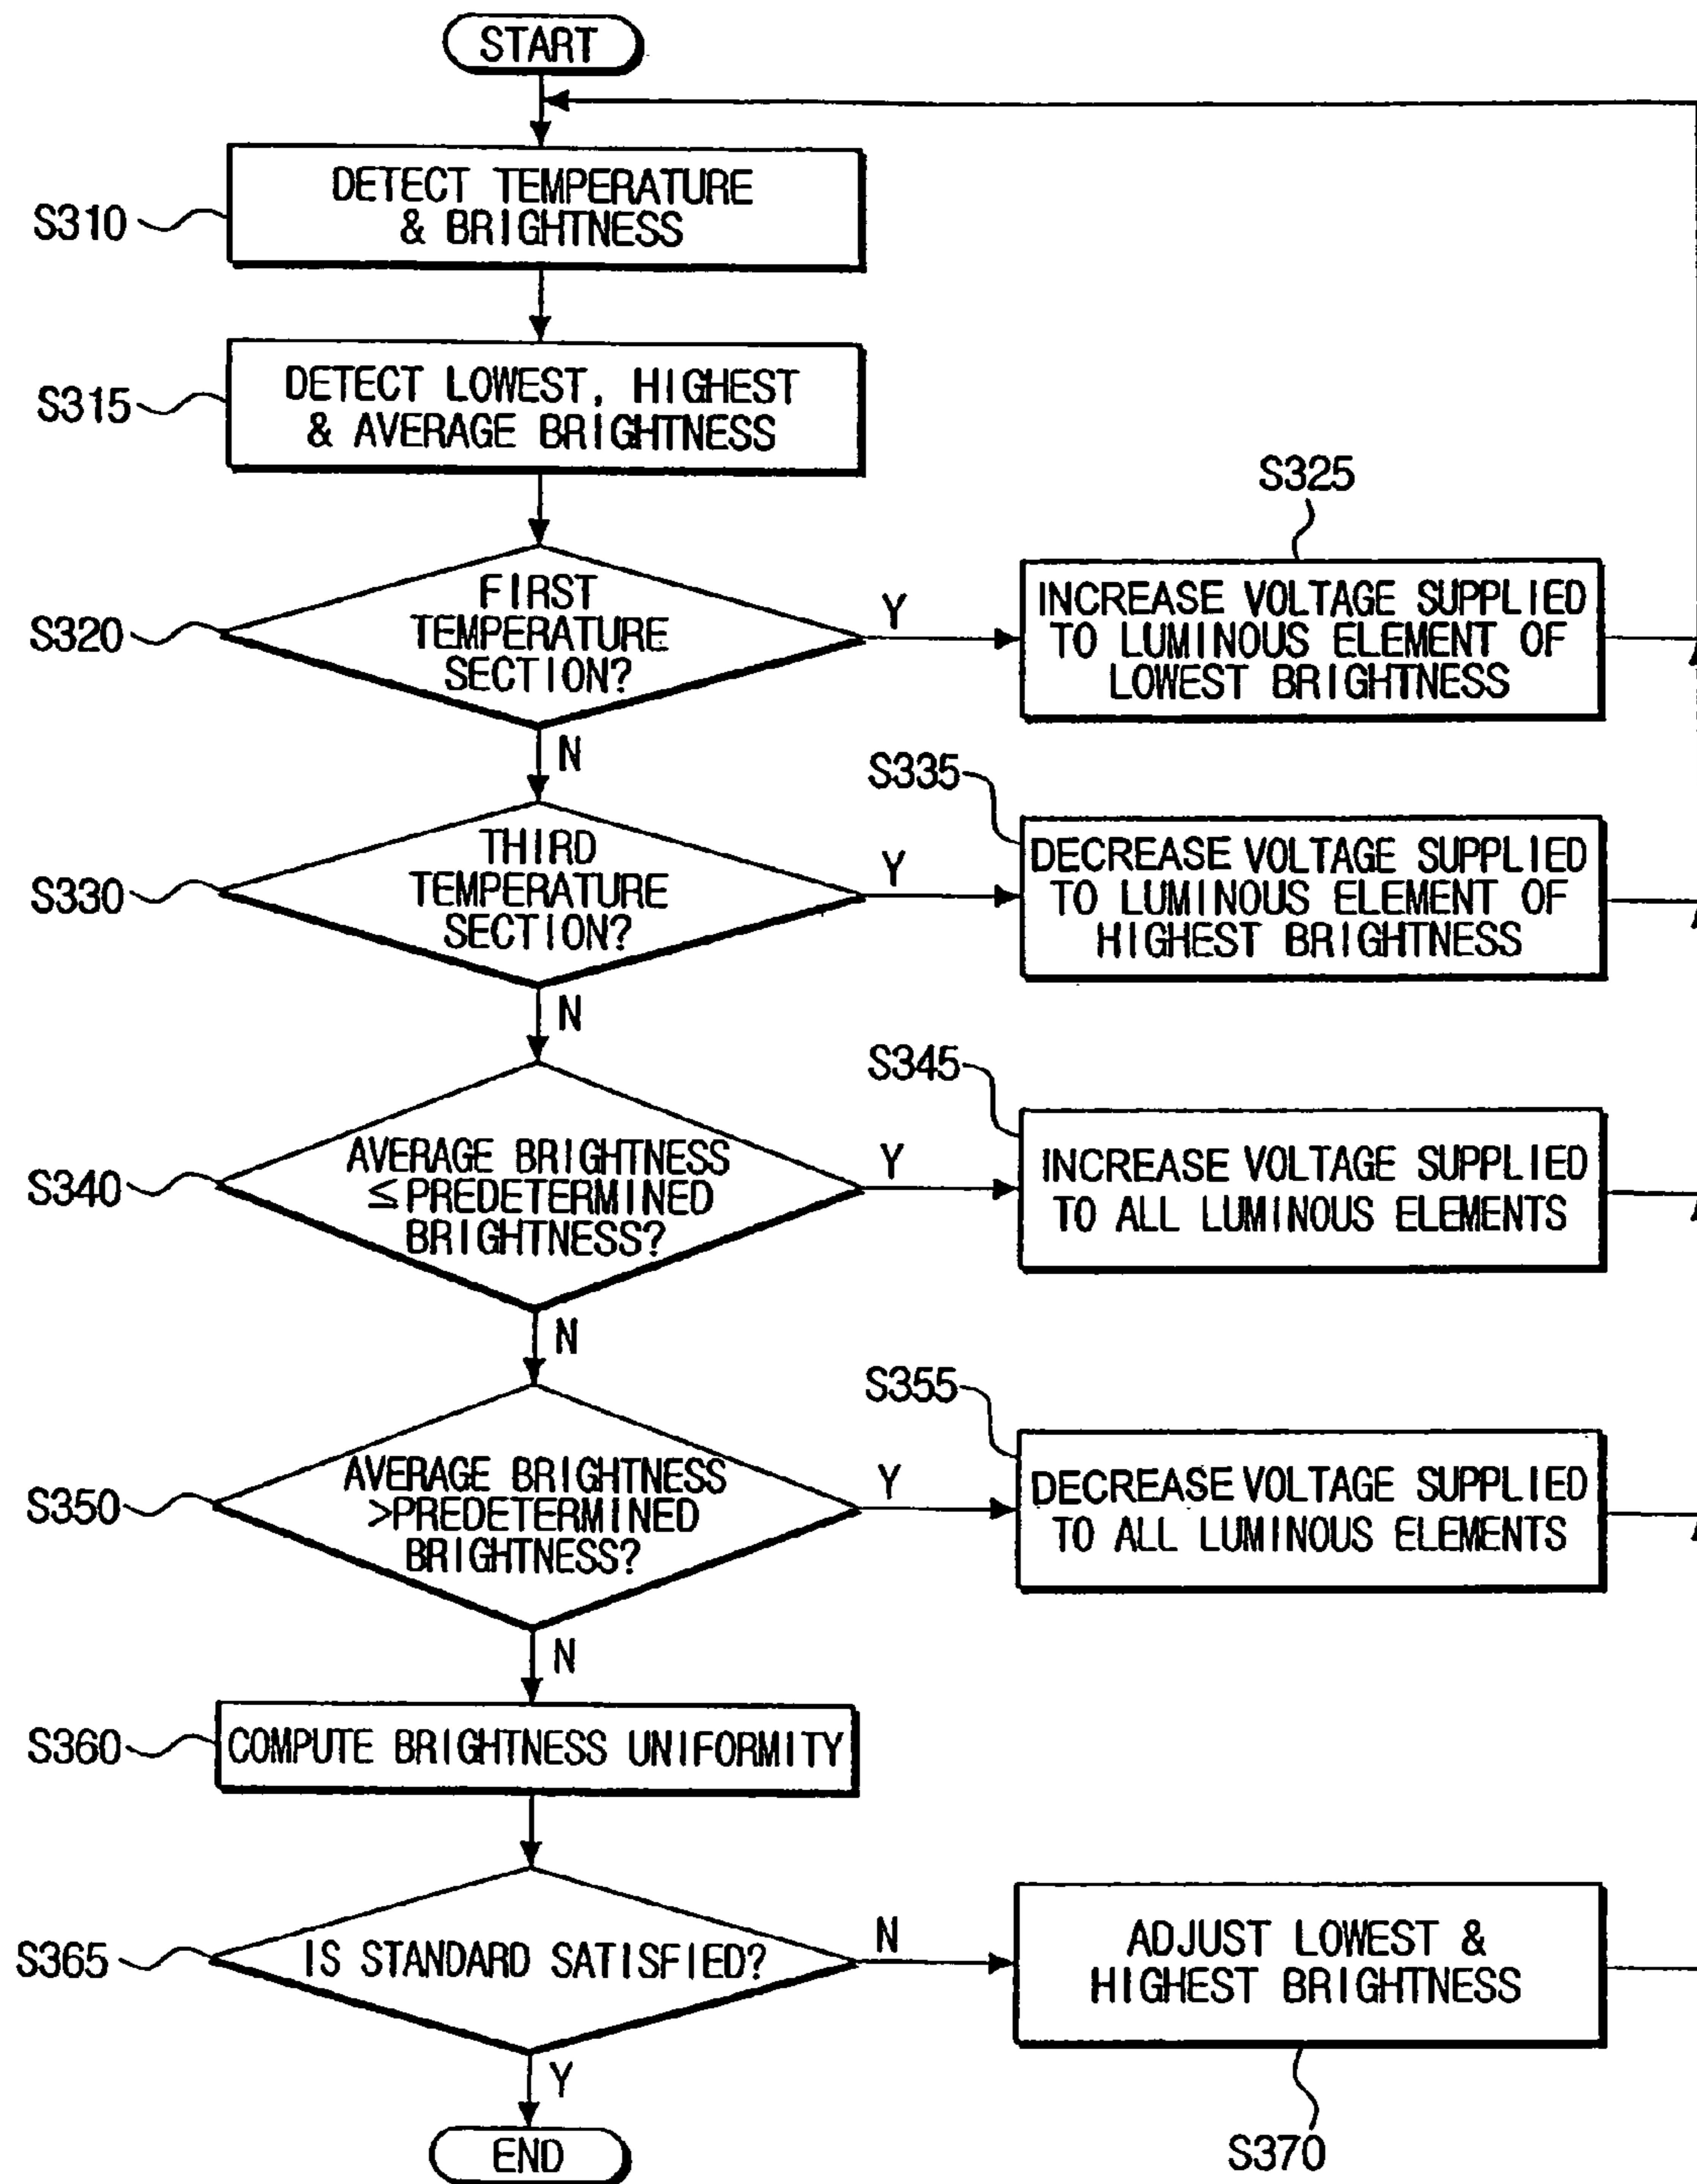 START
S310
DETECT TEMPERATURE
& BRIGHTNESS
S315
DETECT LOWEST, HIGHEST
& AVERAGE BRIGHTNESS
S320
FIRST
TEMPERATURE
SECTION?
Y
N
S325
INCREASE VOLTAGE SUPPLIED
TO LUMINOUS ELEMENT OF
LOWEST BRIGHTNESS
S330
THIRD
TEMPERATURE
SECTION?
Y
N
S335
DECREASE VOLTAGE SUPPLIED
TO LUMINOUS ELEMENT OF
HIGHEST BRIGHTNESS
S340
AVERAGE BRIGHTNESS
≤PREDETERMINED
BRIGHTNESS?
Y
N
S345
INCREASE VOLTAGE SUPPLIED
TO ALL LUMINOUS ELEMENTS
S350
AVERAGE BRIGHTNESS
>PREDETERMINED
BRIGHTNESS?
Y
N
S355
DECREASE VOLTAGE SUPPLIED
TO ALL LUMINOUS ELEMENTS
S360
COMPUTE BRIGHTNESS UNIFORMITY
S365
IS STANDARD SATISFIED?
N
Y
ADJUST LOWEST &
HIGHEST BRIGHTNESS
S370
END